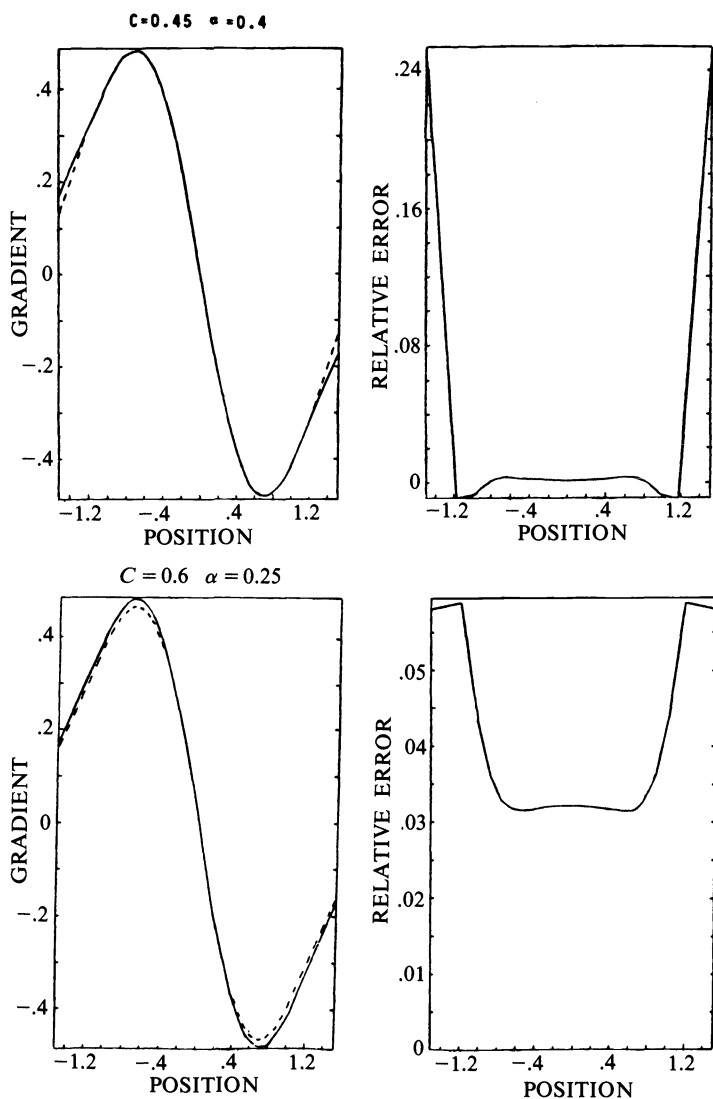 C=0.45 α=0.4
.4
.2
0
−.2
−.4
GRADIENT
−1.2 −.4 .4 1.2
POSITION
.24
.16
.08
0
RELATIVE ERROR
−1.2 −.4 .4 1.2
POSITION
C = 0.6 α = 0.25
.4
.2
0
−.2
−.4
GRADIENT
−1.2 −.4 .4 1.2
POSITION
.05
04
.03
.02
.01
0
RELATIVE ERROR
−1.2 −.4 .4 1.2
POSITION